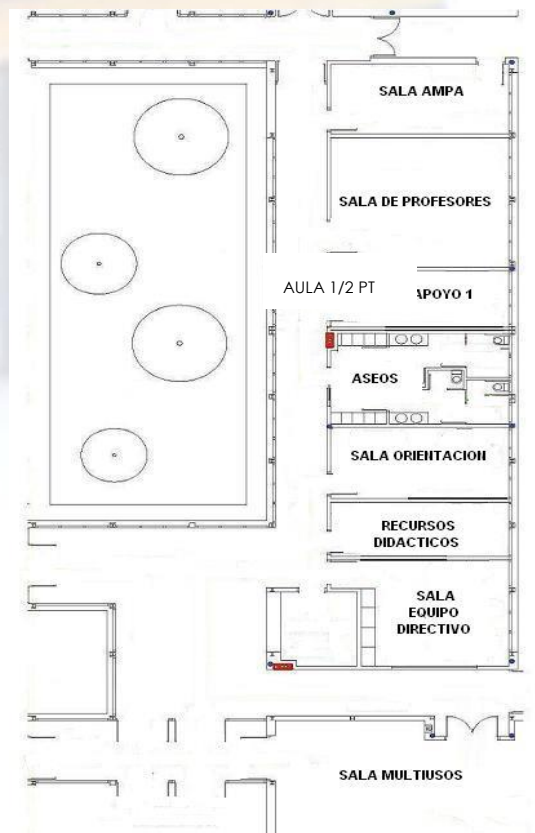 SALA AMPA
SALA DE PROFESORES
AULA 1/2 PT
APOYO 1
ASEOS
SALA ORIENTACION
RECURSOS
DIDACTICOS
SALA
EQUIPO
DIRECTIVO
SALA MULTIUSOS